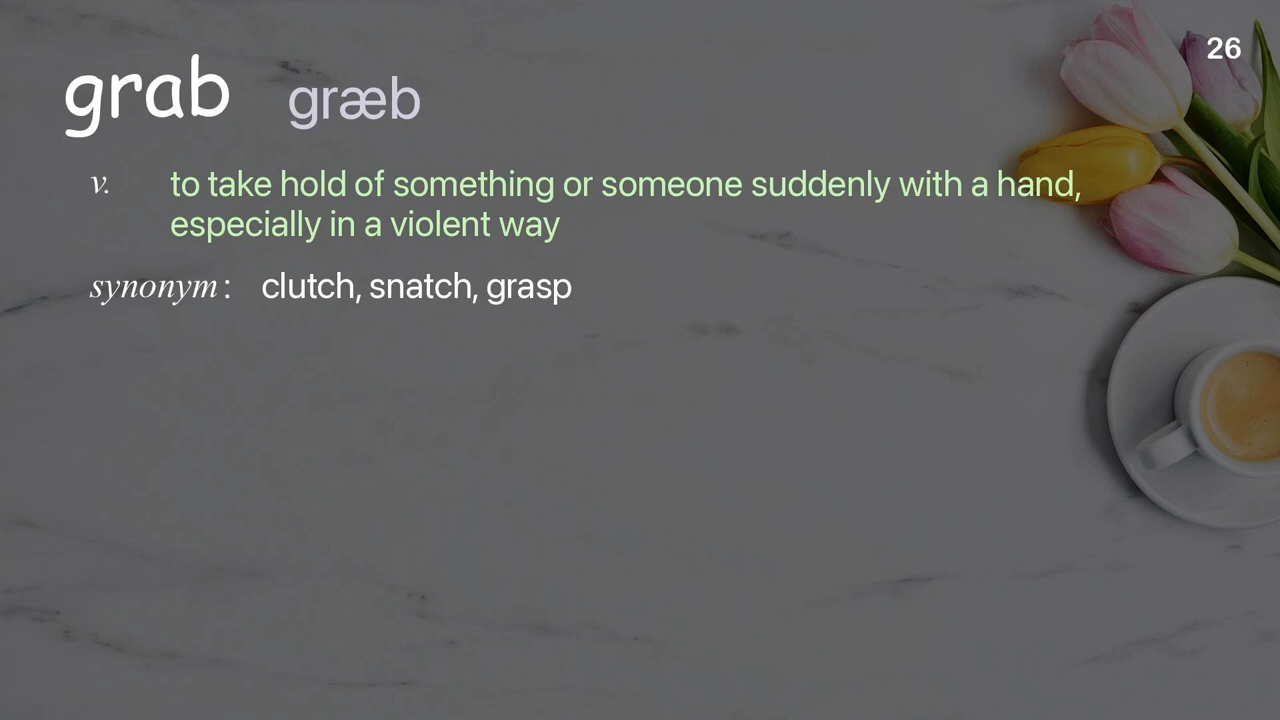 26
grab græb
v. to take hold of something or someone suddenly with a hand,
especially in a violent way
synonym: clutch, snatch, grasp